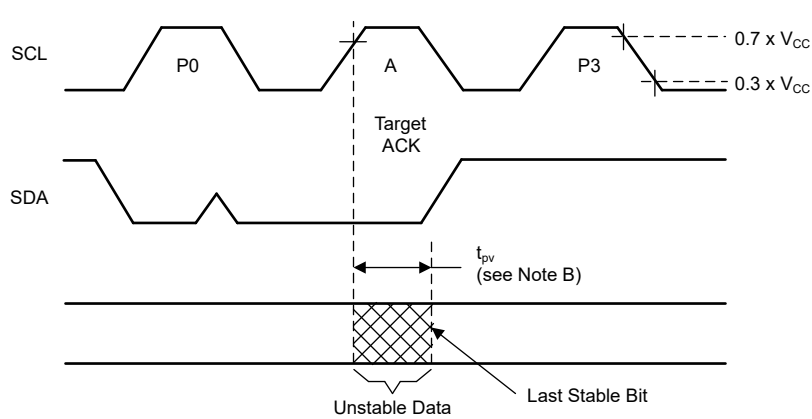 SCL
P0
A
P3
0.7 x VCC
0.3 x VCC
Target
ACK
SDA
tpv
(see Note B)
Last Stable Bit
Unstable Data